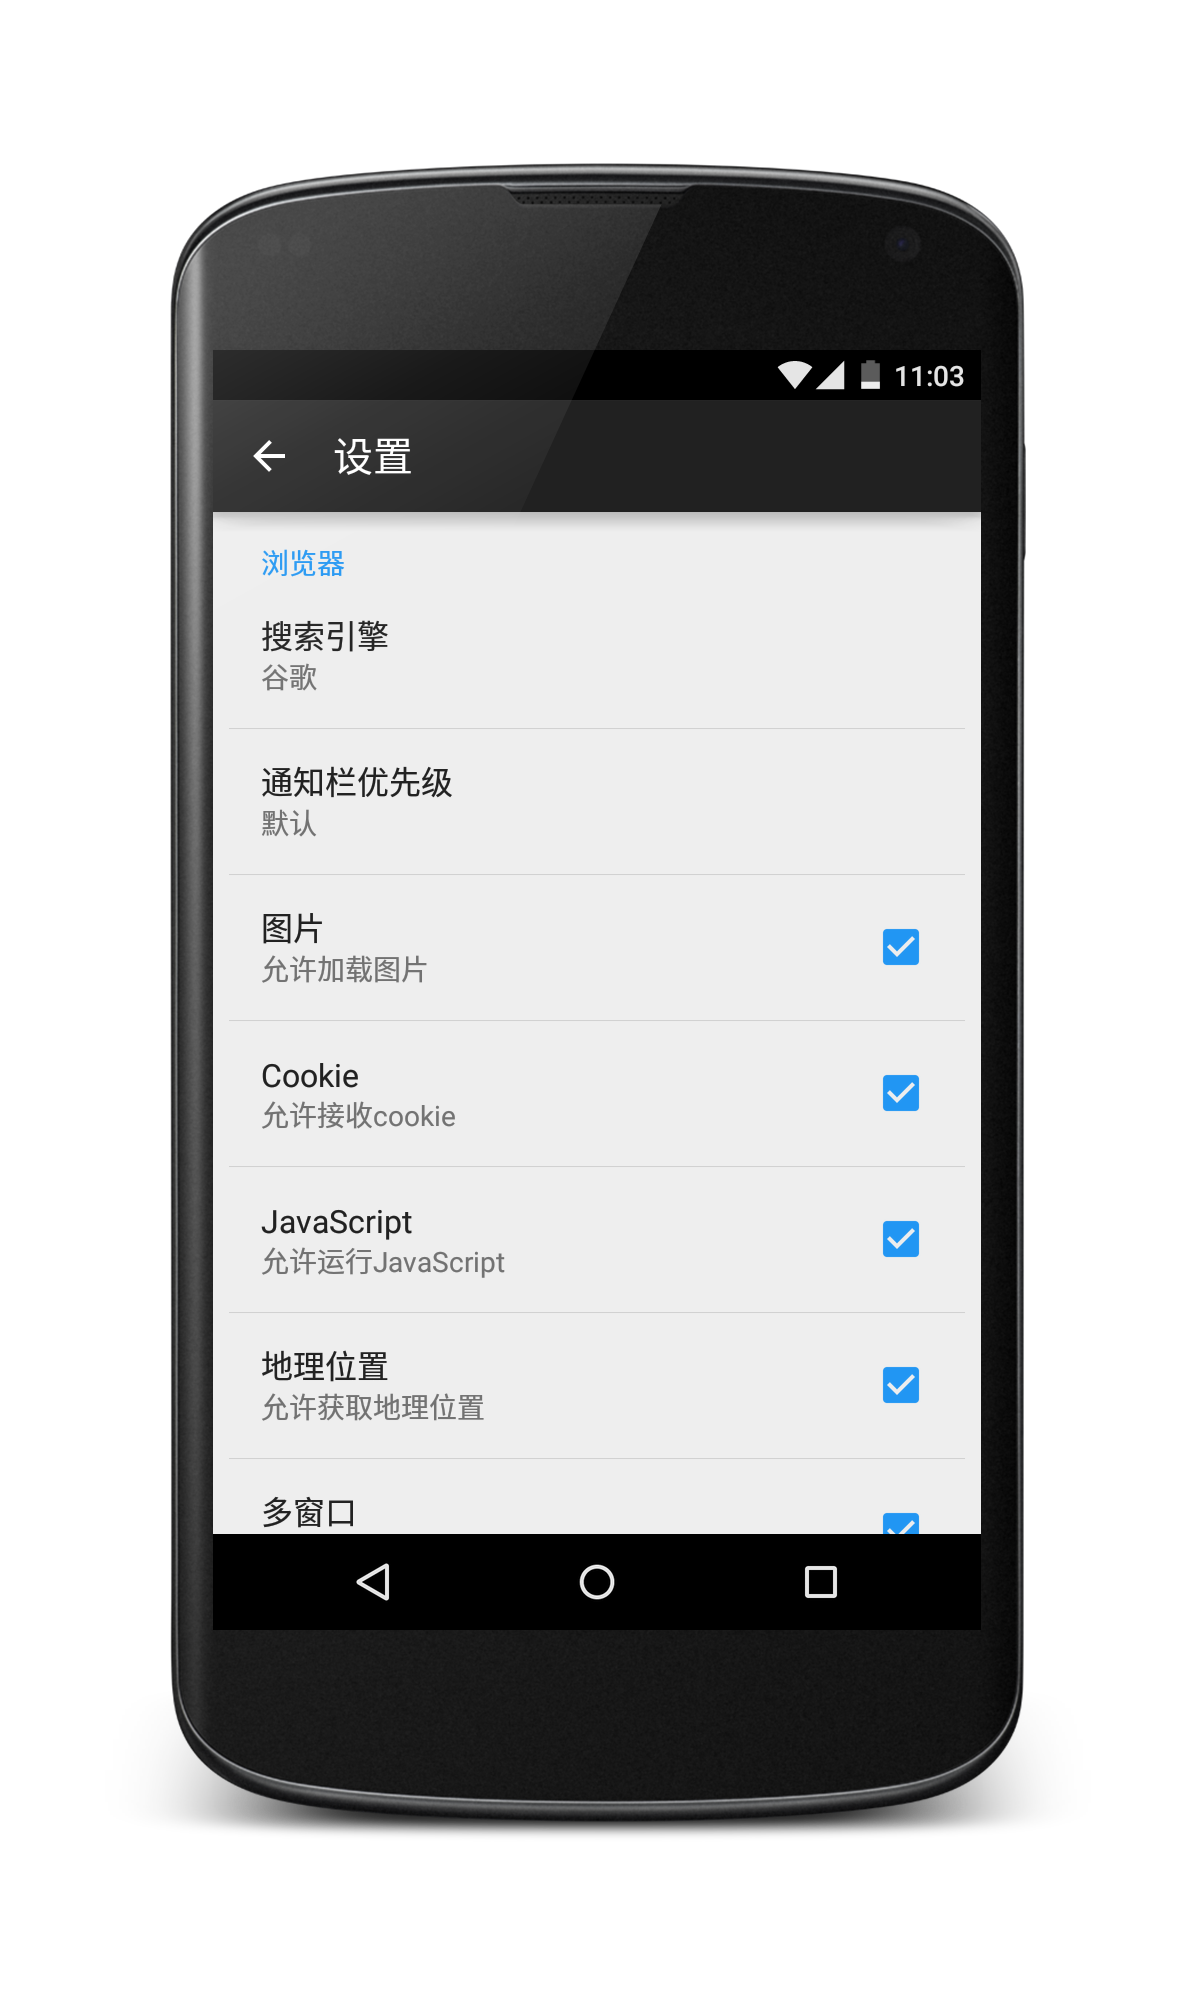 11:03
设置
浏览器
搜索引擎
谷歌
通知栏优先级
默认
图片
允许加载图片
Cookie
允许接收cookie
JavaScript
允许运行JavaScript
地理位置
允许获取地理位置
多窗口